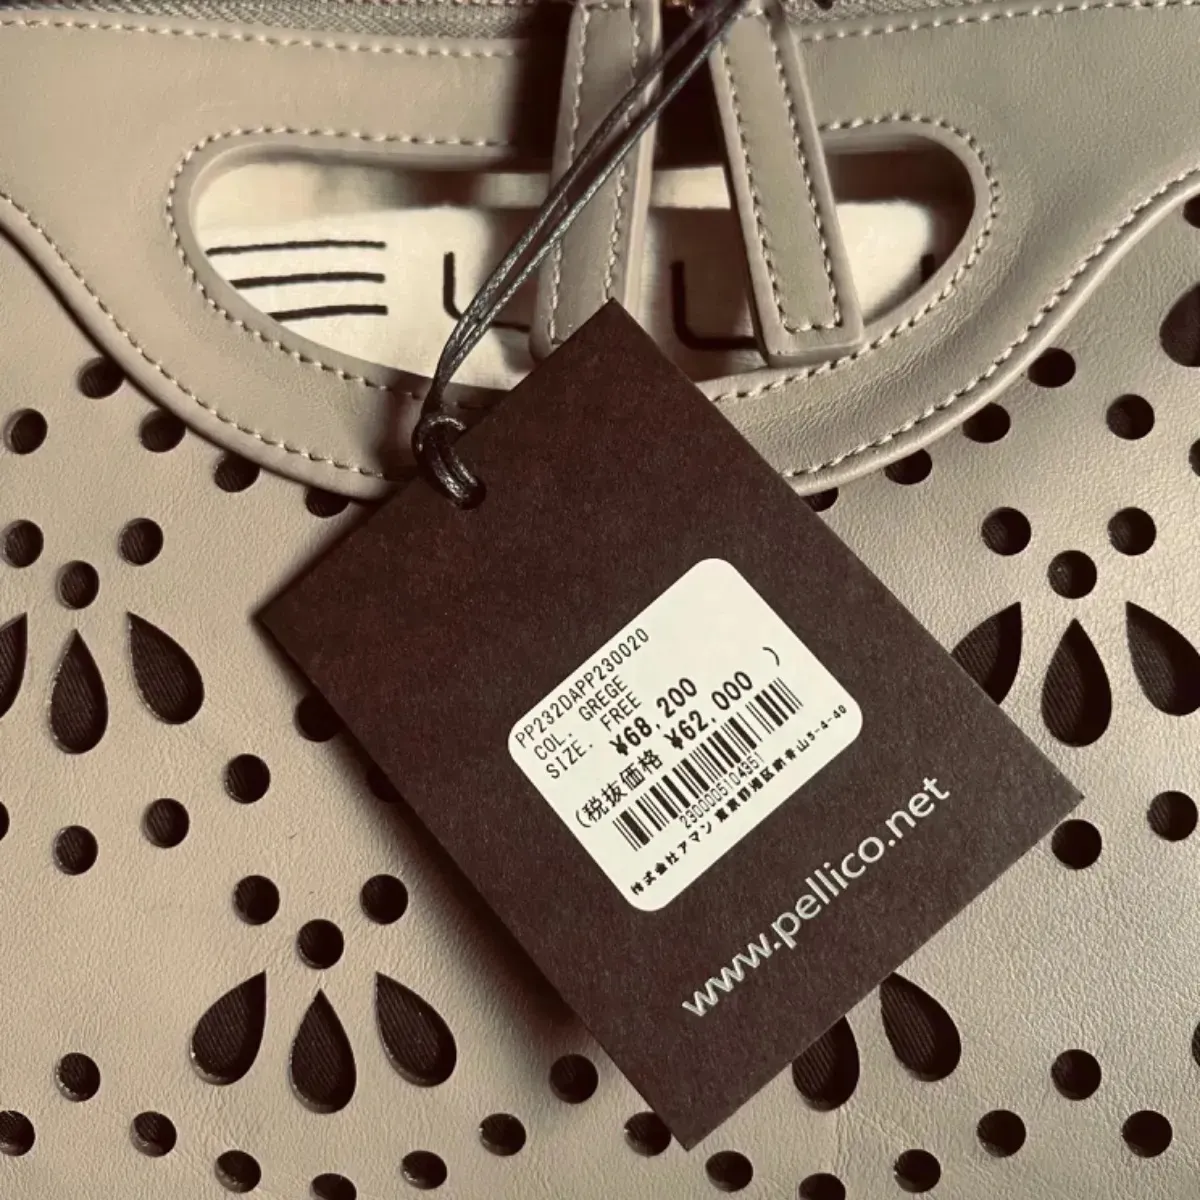 PP232DAPP230020
COL. GREGE
SIZE. FREE
¥68,200
(税抜価格 ¥62,000 )
2300005104351
株式会社アマン 東京都港区南青山5-4-40
www.pellico.net